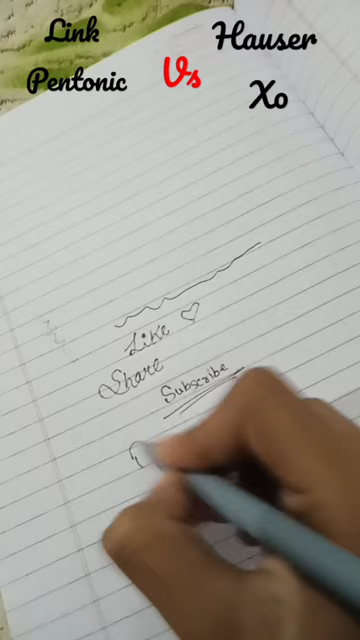 Link Pentonic
Vs
Hauser Xo
Like ♡
Share
Subscribe